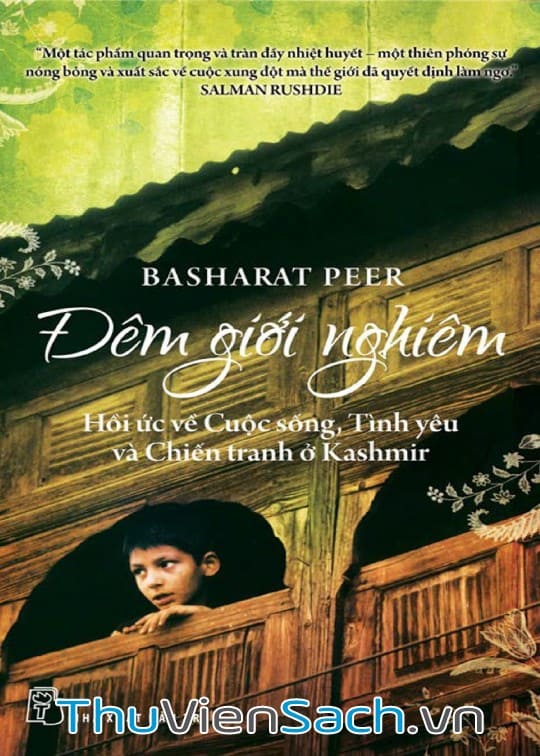 “Một tác phẩm quan trọng và tràn đầy nhiệt huyết – một thiên phóng sự
nóng bỏng và xuất sắc về cuộc xung đột mà thế giới đã quyết định làm ngơ.”
SALMAN RUSHDIE
BASHARAT PEER
Đêm giới nghiêm
Hồi ức về Cuộc sống, Tình yêu
và Chiến tranh ở Kashmir
ThuVienSach.vn